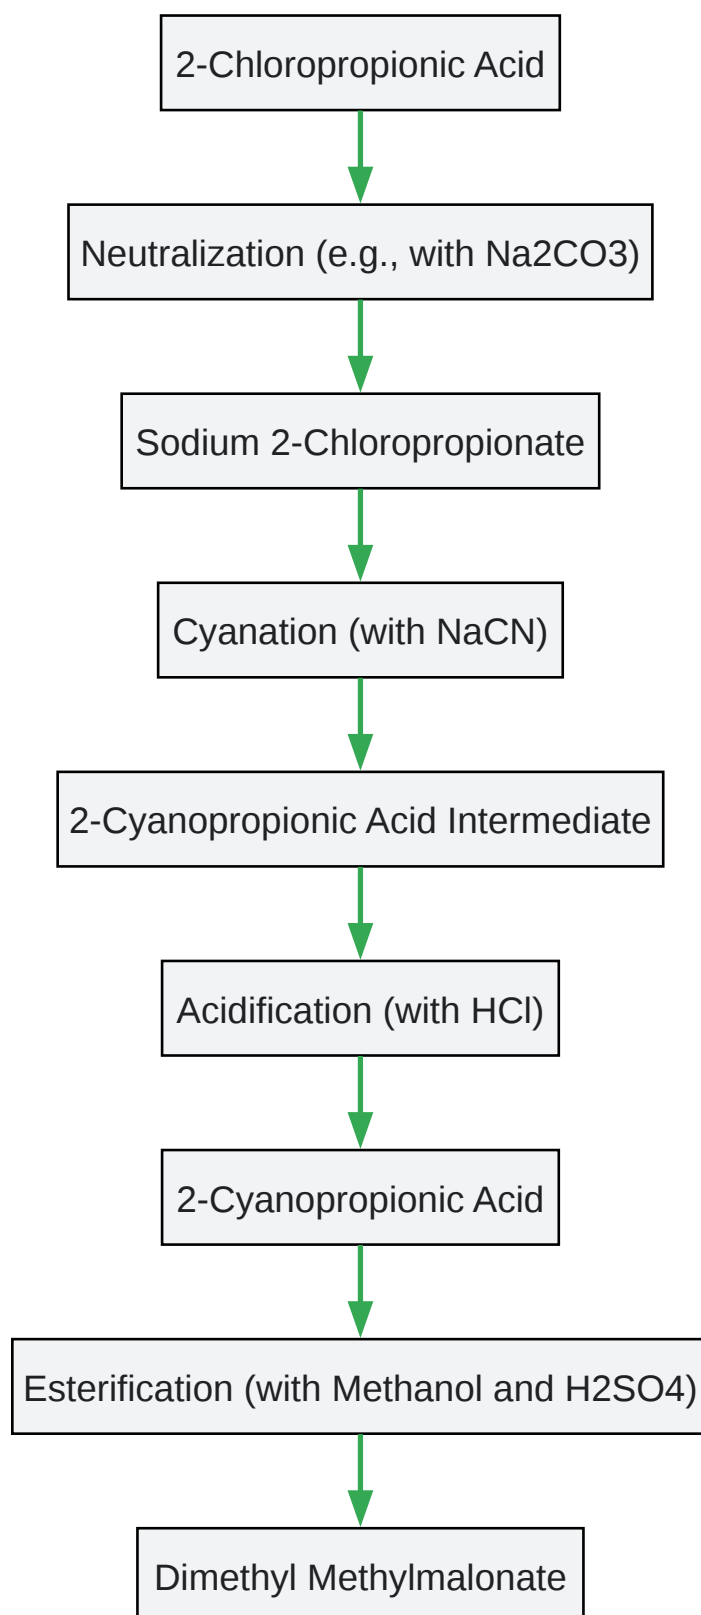 2-Chloropropionic Acid
Neutralization (e.g., with Na2CO3)
Sodium 2-Chloropropionate
Cyanation (with NaCN)
2-Cyanopropionic Acid Intermediate
Acidification (with HCl)
2-Cyanopropionic Acid
Esterification (with Methanol and H2SO4)
Dimethyl Methylmalonate